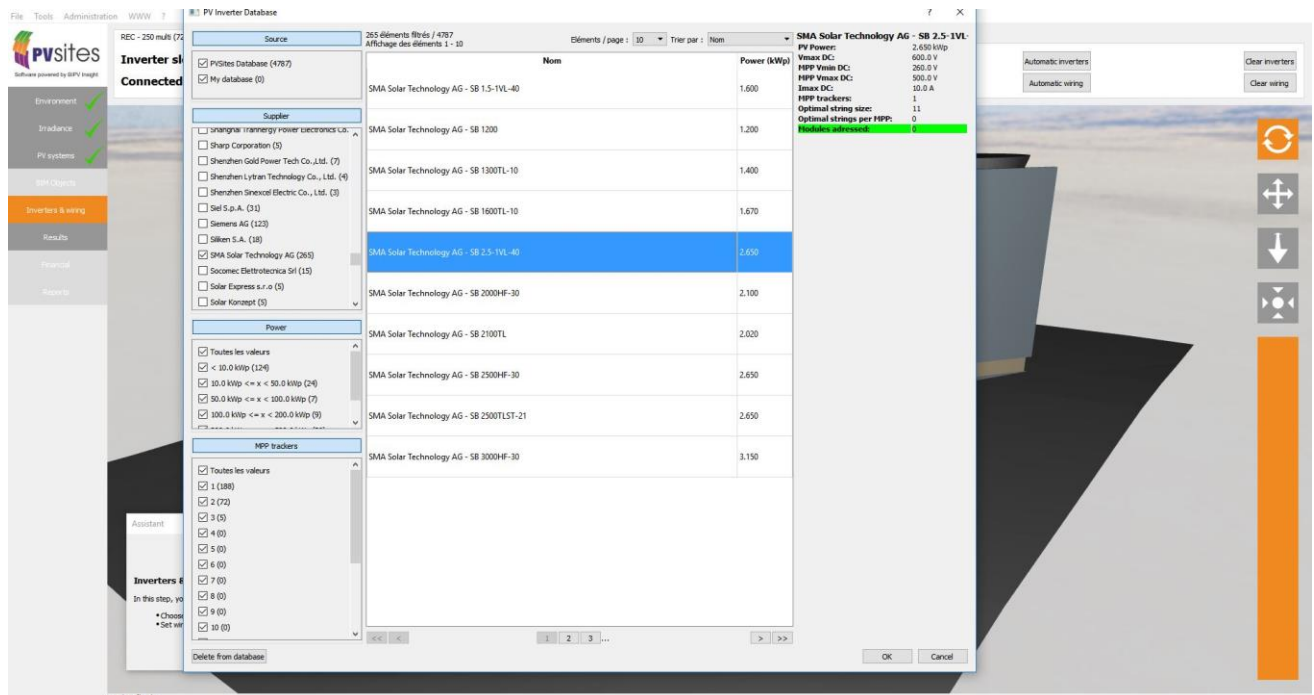 File Tools Administration WWW ?
PVsites
Software powered by BIPV Insight
Environment
Irradiance
PV systems
BIM Objects
Inverters & wiring
Results
Financial
Reports
REC - 250 multi (72
Inverter sl
Connected
Automatic inverters
Automatic wiring
Clear inverters
Clear wiring
PV Inverter Database
? X
Source
PVSites Database (4787)
My database (0)
Supplier
Shanghai Trannergy Power Electronics Co.
Sharp Corporation (5)
Shenzhen Gold Power Tech Co.,Ltd. (7)
Shenzhen Lytran Technology Co., Ltd. (4)
Shenzhen Sinexcel Electric Co., Ltd. (3)
Siel S.p.A. (31)
Siemens AG (123)
Siliken S.A. (18)
SMA Solar Technology AG (265)
Socomec Elettrotecnica Srl (15)
Solar Express s.r.o (5)
Solar Konzept (5)
Power
Toutes les valeurs
< 10.0 kWp (124)
10.0 kWp <= x < 50.0 kWp (24)
50.0 kWp <= x < 100.0 kWp (7)
100.0 kWp <= x < 200.0 kWp (9)
MPP trackers
Toutes les valeurs
1 (188)
2 (72)
3 (5)
4 (0)
5 (0)
6 (0)
7 (0)
8 (0)
9 (0)
10 (0)
Delete from database
265 éléments filtrés / 4787
Affichage des éléments 1 - 10
Eléments / page : 10 Trier par : Nom
Nom Power (kWp)
SMA Solar Technology AG - SB 1.5-1VL-40 1.600
SMA Solar Technology AG - SB 1200 1.200
SMA Solar Technology AG - SB 1300TL-10 1.400
SMA Solar Technology AG - SB 1600TL-10 1.670
SMA Solar Technology AG - SB 2.5-1VL-40 2.650
SMA Solar Technology AG - SB 2000HF-30 2.100
SMA Solar Technology AG - SB 2100TL 2.020
SMA Solar Technology AG - SB 2500HF-30 2.650
SMA Solar Technology AG - SB 2500TLST-21 2.650
SMA Solar Technology AG - SB 3000HF-30 3.150
<< < 1 2 3 ... > >>
SMA Solar Technology AG - SB 2.5-1VL-
PV Power: 2.650 kWp
Vmax DC: 600.0 V
MPP Vmin DC: 260.0 V
MPP Vmax DC: 500.0 V
Imax DC: 10.0 A
MPP trackers: 1
Optimal string size: 11
Optimal strings per MPP: 0
Modules adressed: 0
OK Cancel
Assistant
Inverters &
In this step, yo
•Choose
•Set wir